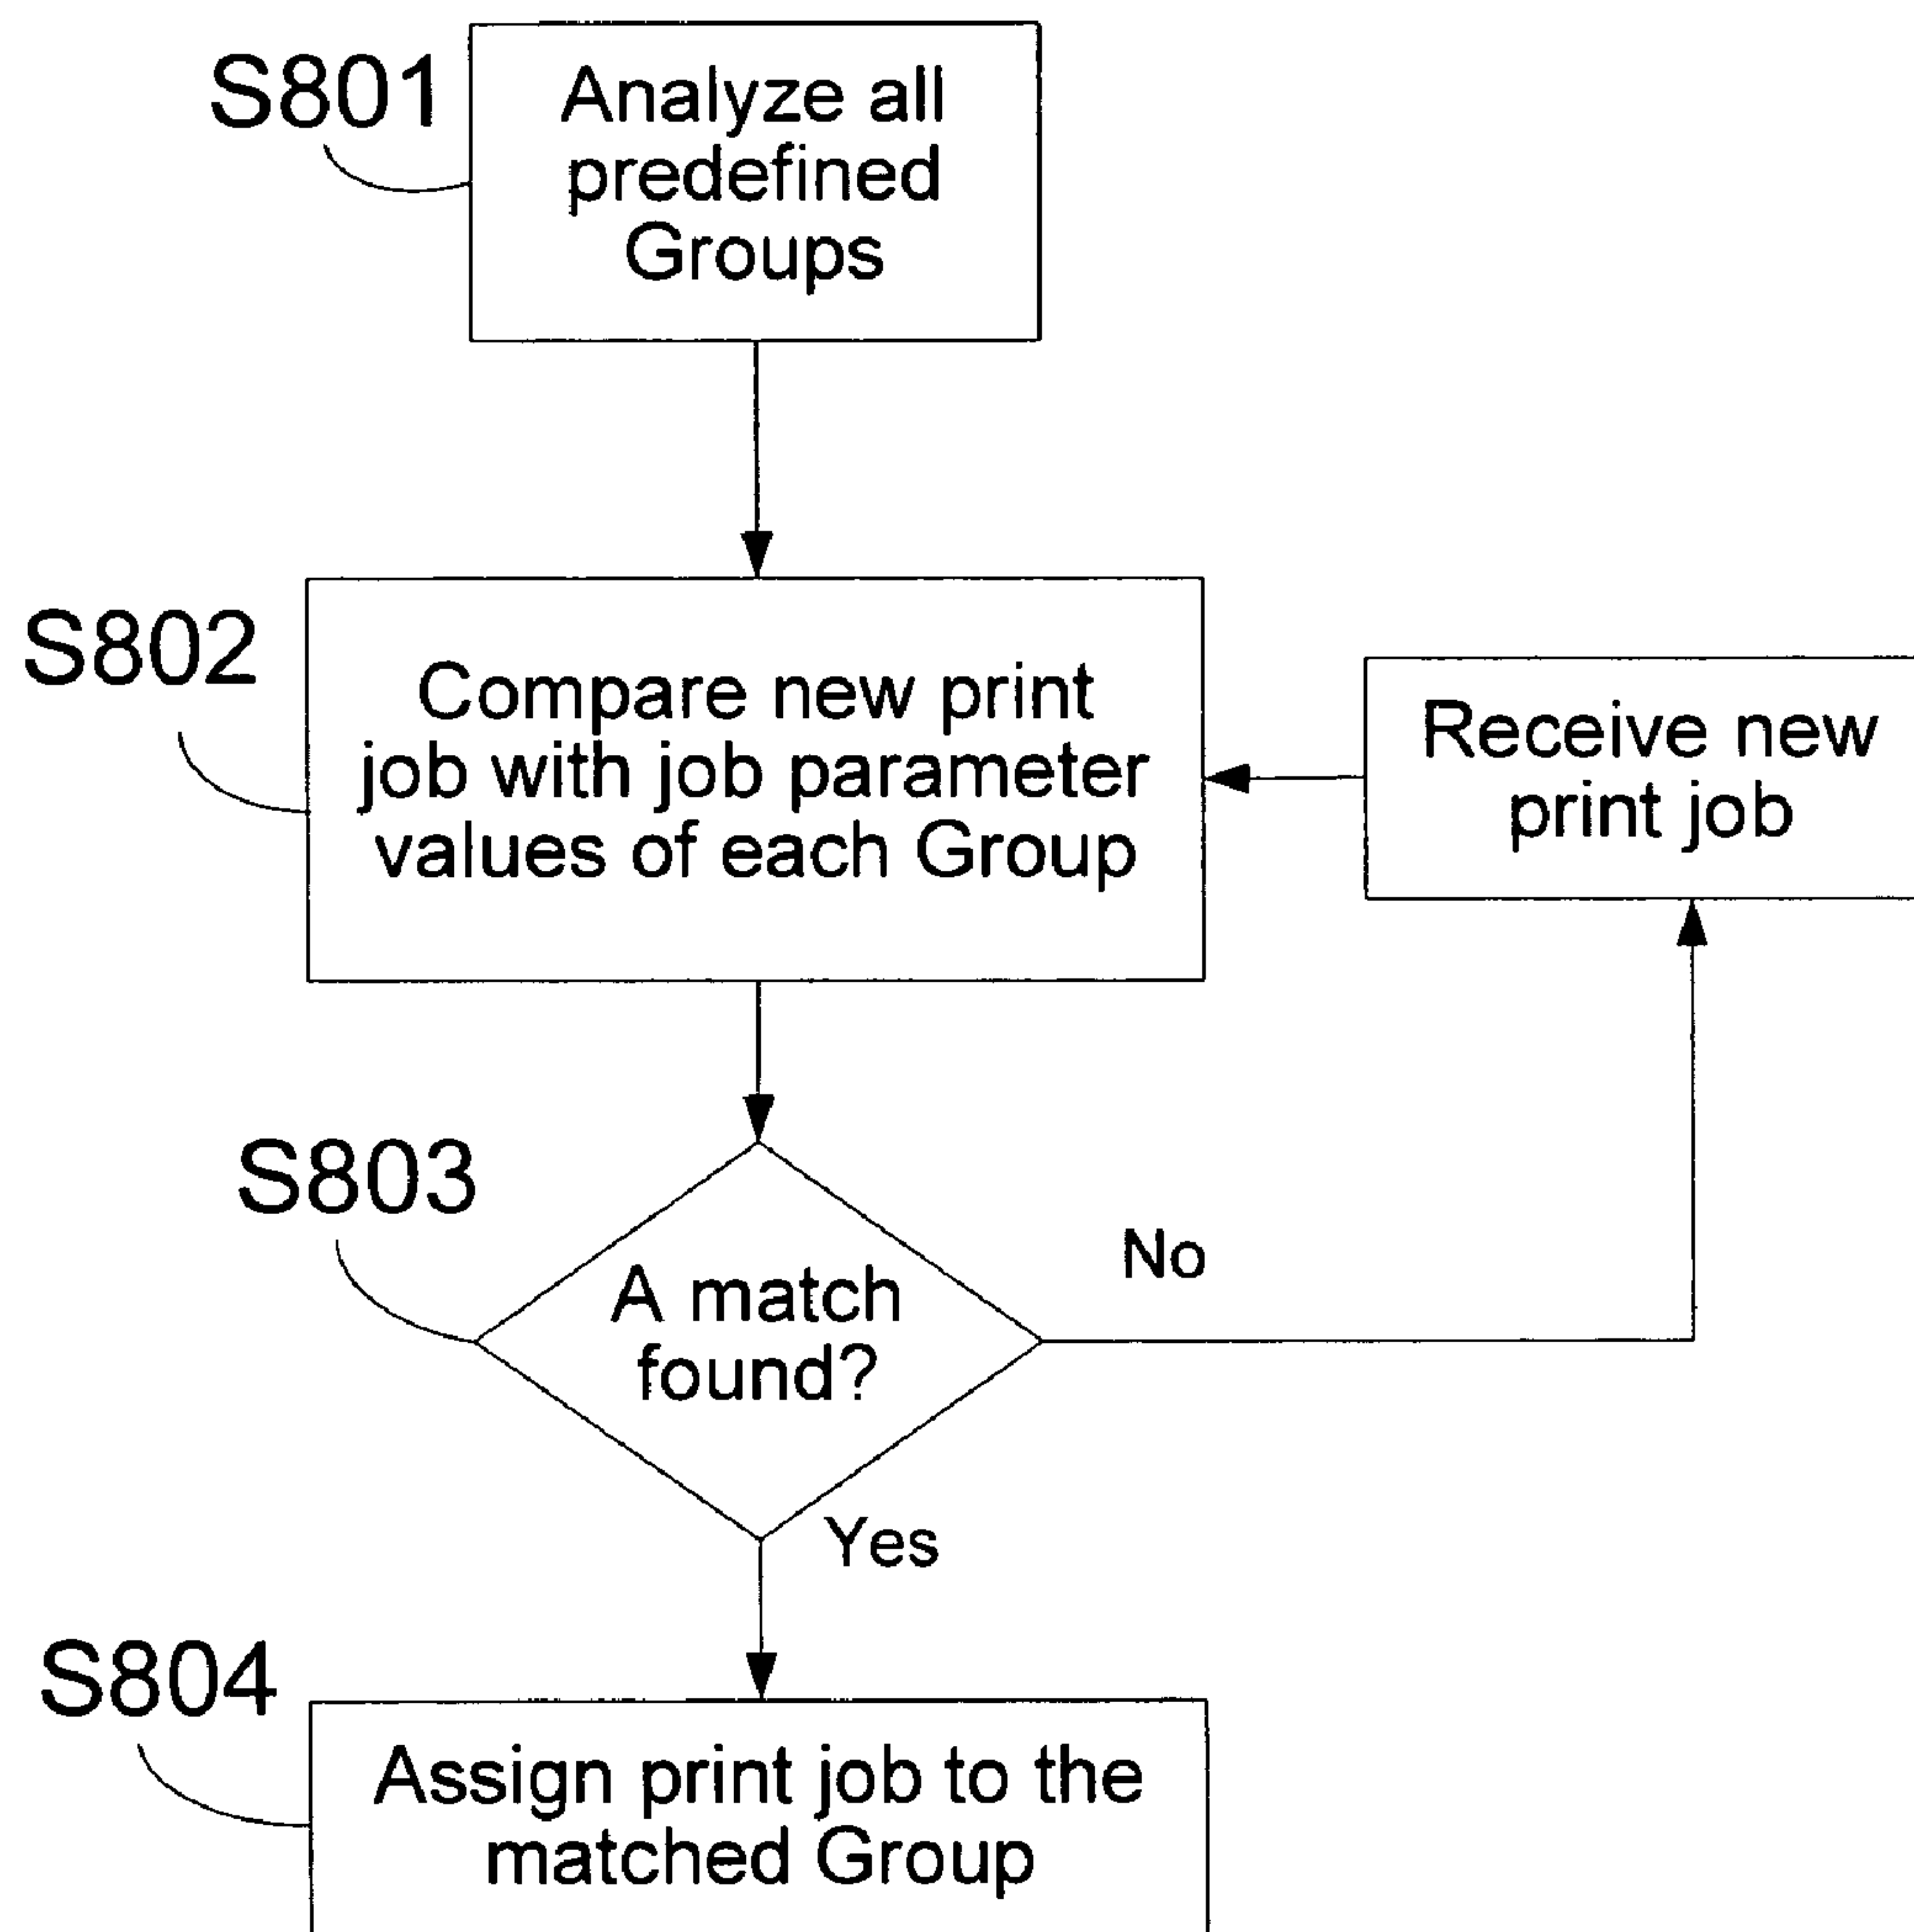 S801
Analyze all
predefined
Groups
S802
Compare new print
job with job parameter
values of each Group
Receive new
print job
S803
A match
found?
No
Yes
S804
Assign print job to the
matched Group